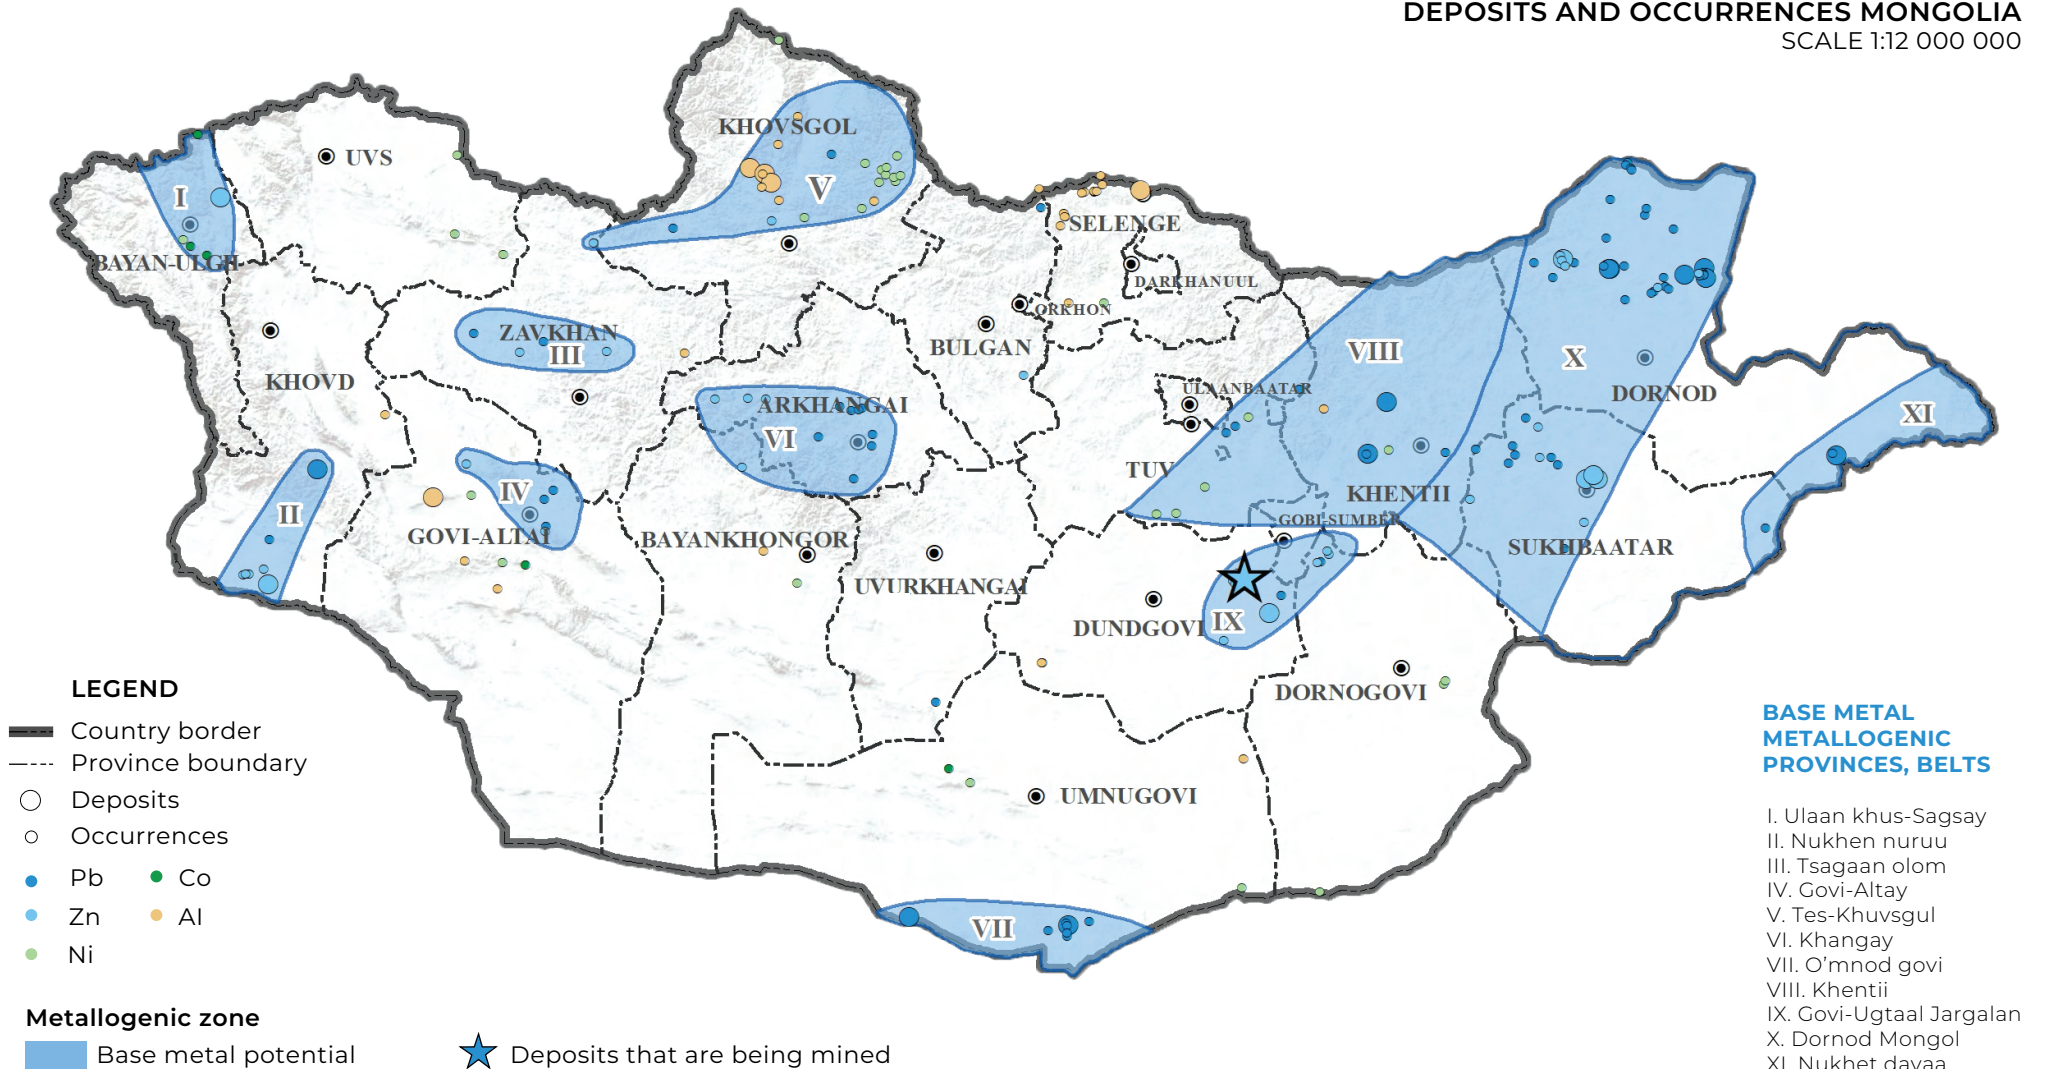 DEPOSITS AND OCCURRENCES MONGOLIA
SCALE 1:12 000 000
KHOVSGOL
UVS
I
V
SELENGE
BAYAN-ULGII
DARKHANUUL
ORKHON
ZAVKHAN
III
BULGAN
VIII
X
KHOVD
ULAANBAATAR
DORNOD
ARKHANGAI
XI
VI
TUV
IV
KHENTII
II
GOBI-SUMBER
GOVI-ALTAI
BAYANKHONGOR
SUKHBAATAR
UVURKHANGAI
DUNDGOVI
IX
DORNOGOVI
UMNUGOVI
VII
LEGEND
Country border
Province boundary
Deposits
Occurrences
Pb
Co
Zn
Al
Ni
Metallogenic zone
Base metal potential
Deposits that are being mined
BASE METAL
METALLOGENIC
PROVINCES, BELTS
I. Ulaan khus-Sagsay
II. Nukhen nuruu
III. Tsagaan olom
IV. Govi-Altay
V. Tes-Khuvsgul
VI. Khangay
VII. O'mnod govi
VIII. Khentii
IX. Govi-Ugtaal Jargalan
X. Dornod Mongol
XI. Nukhet davaa